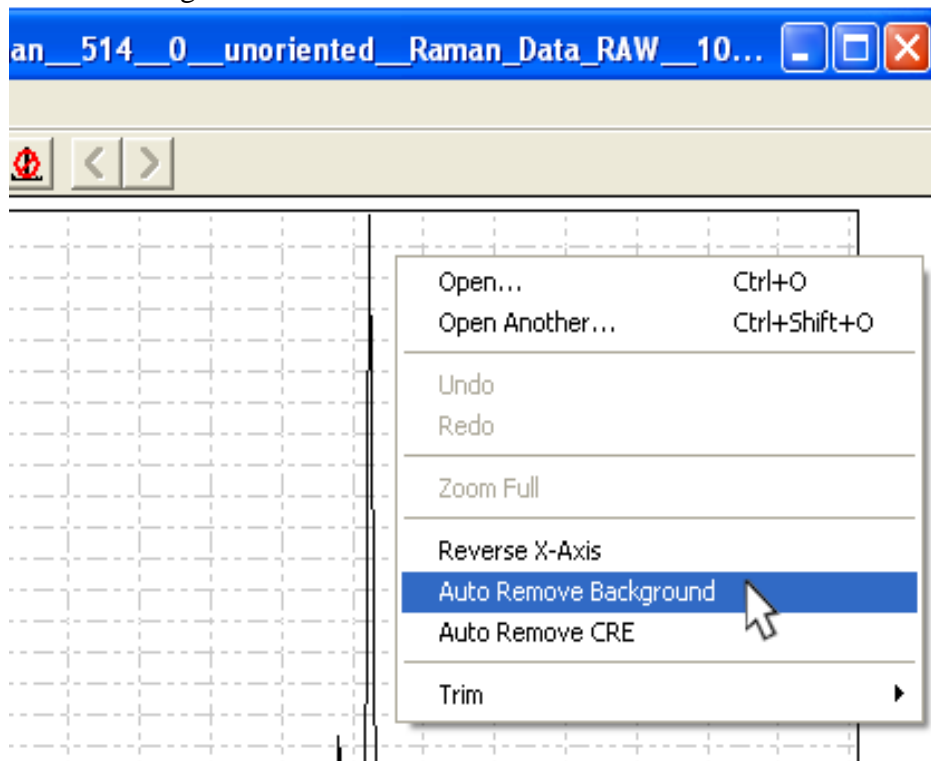 an__514__0__unoriented__Raman_Data_RAW__10...
Open... Ctrl+O
Open Another... Ctrl+Shift+O
Undo
Redo
Zoom Full
Reverse X-Axis
Auto Remove Background
Auto Remove CRE
Trim